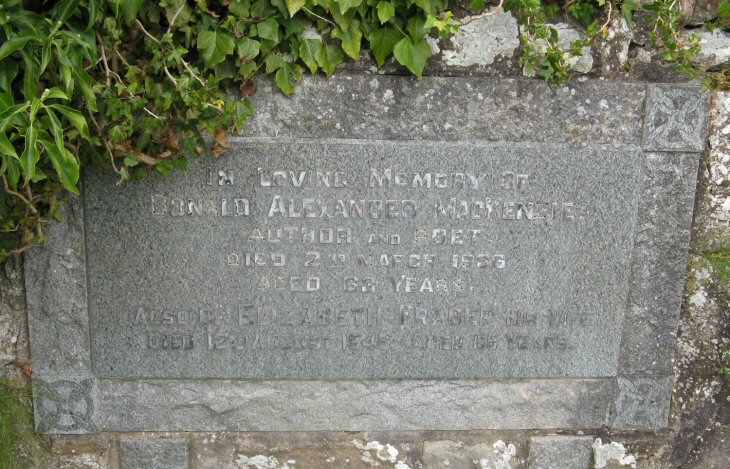 IN LOVING MEMORY OF
DONALD ALEXANDER MACKENZIE
AUTHOR AND POET
DIED 2ND MARCH 1936
AGED 63 YEARS.
ALSO OF ELIZABETH FRASER HIS WIFE
DIED 12TH AUGUST AGED 65 YEARS.